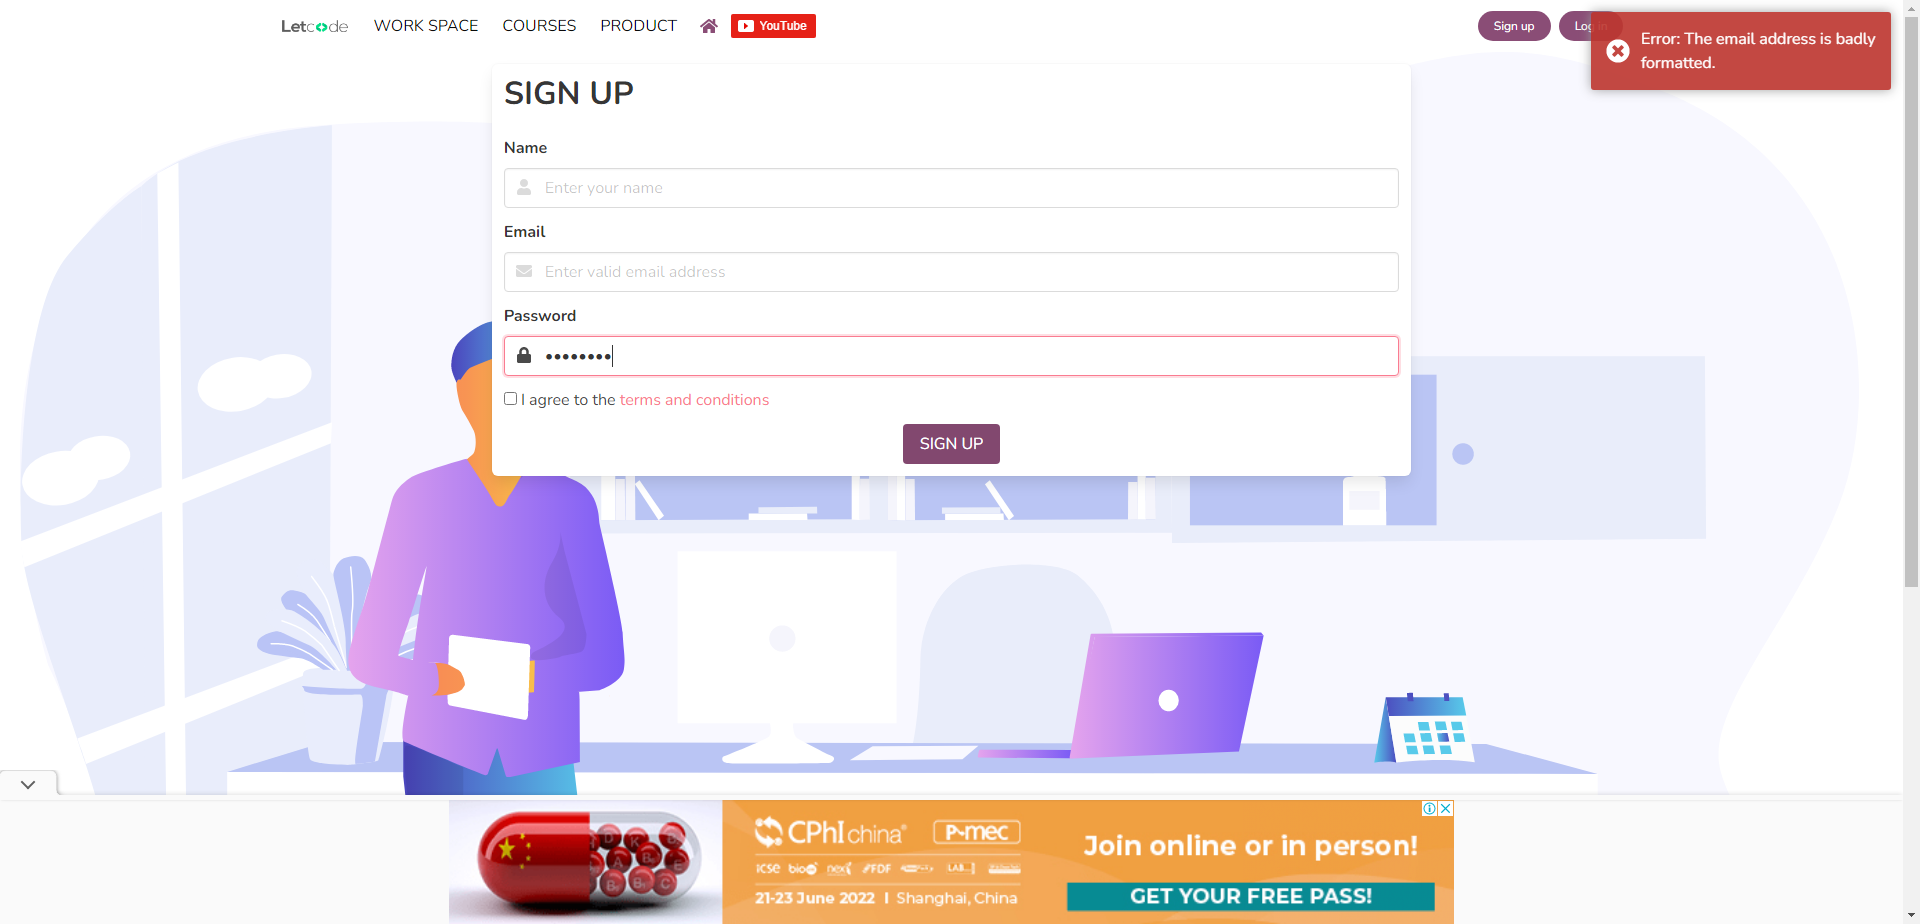 Letcode WORK SPACE COURSES PRODUCT YouTube Sign up Log in
Error: The email address is badly
formatted.
SIGN UP
Name
Enter your name
Email
Enter valid email address
Password
••••••••
I agree to the terms and conditions
SIGN UP
CPhI china P-mec
ICSE bio next FDF LAB
21-23 June 2022 I Shanghai, China
Join online or in person!
GET YOUR FREE PASS!